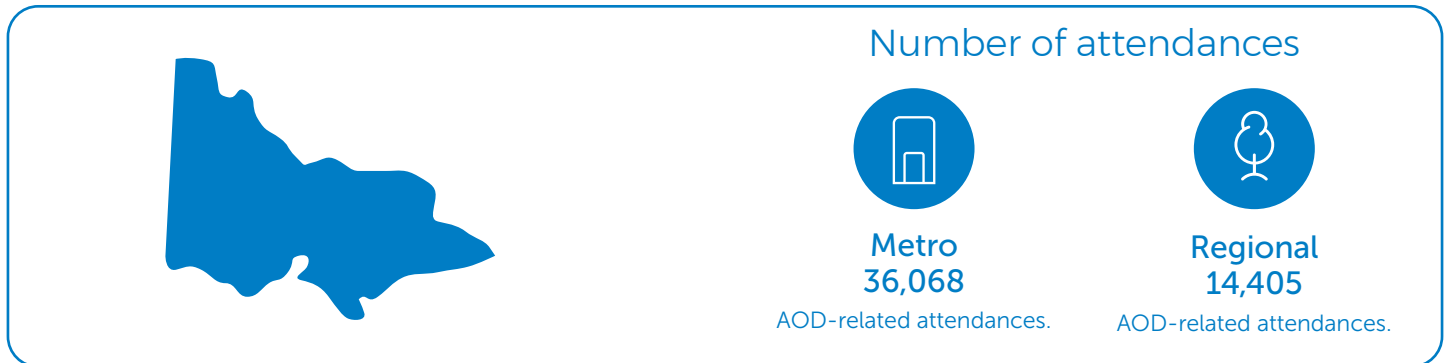 Number of attendances
Metro
36,068
AOD-related attendances.
Regional
14,405
AOD-related attendances.